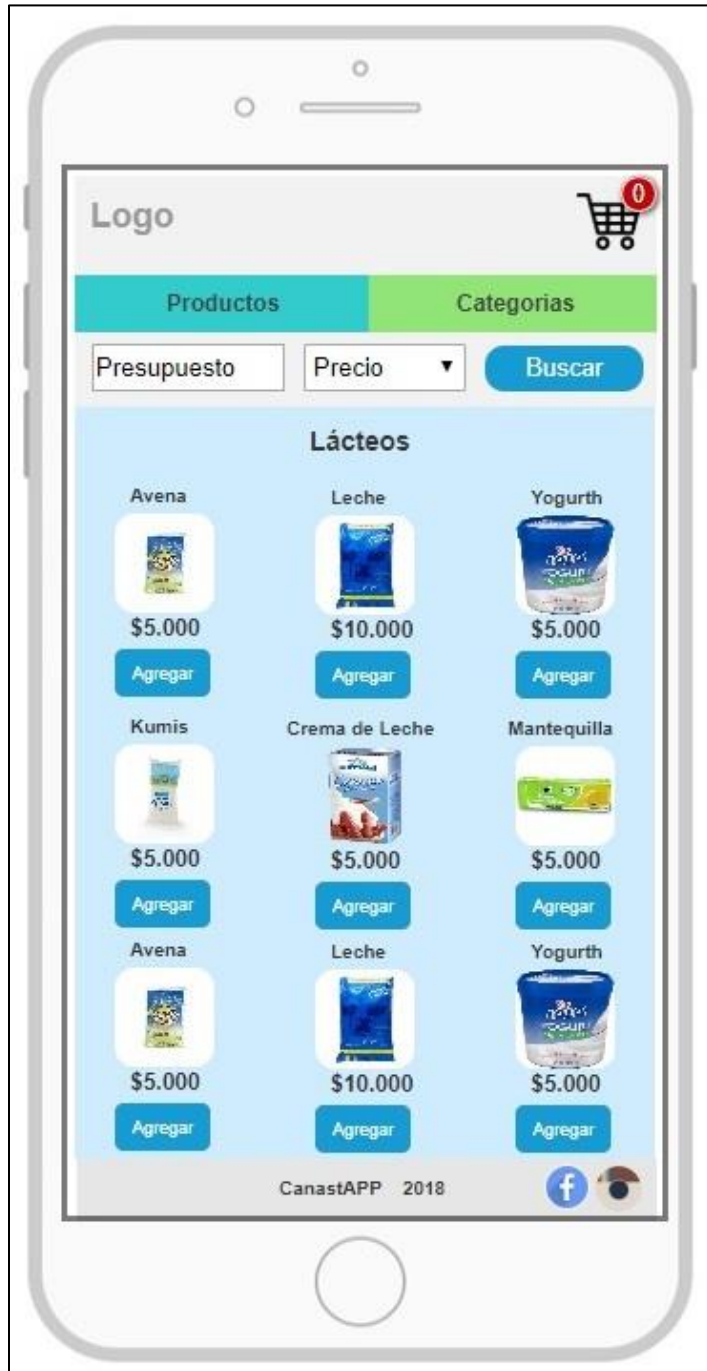 Logo
0
Productos Categorias
Presupuesto Precio ▼ Buscar
Lácteos
Avena Leche Yogurth
$5.000 $10.000 $5.000
Agregar Agregar Agregar
Kumis Crema de Leche Mantequilla
$5.000 $5.000 $5.000
Agregar Agregar Agregar
Avena Leche Yogurth
$5.000 $10.000 $5.000
Agregar Agregar Agregar
CanastAPP 2018
f